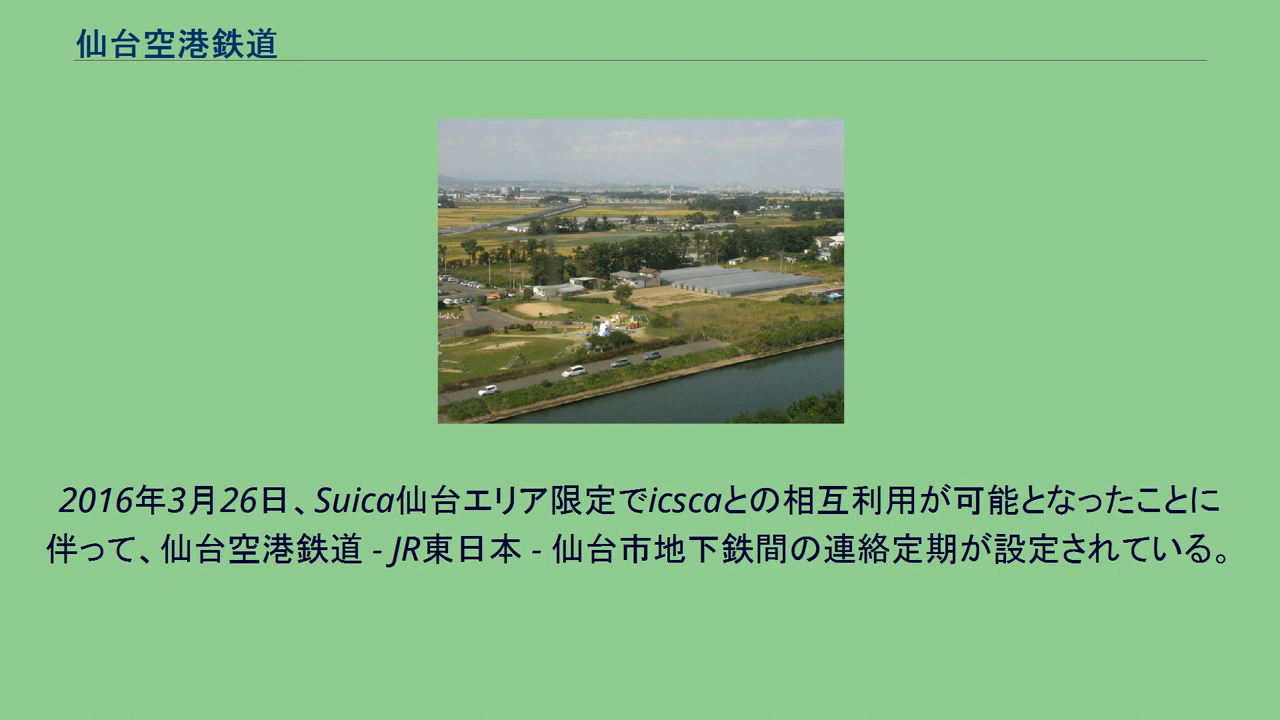 仙台空港鉄道
2016年3月26日、Suica仙台エリア限定でicscaとの相互利用が可能となったことに
伴って、仙台空港鉄道 - JR東日本 - 仙台市地下鉄間の連絡定期が設定されている。